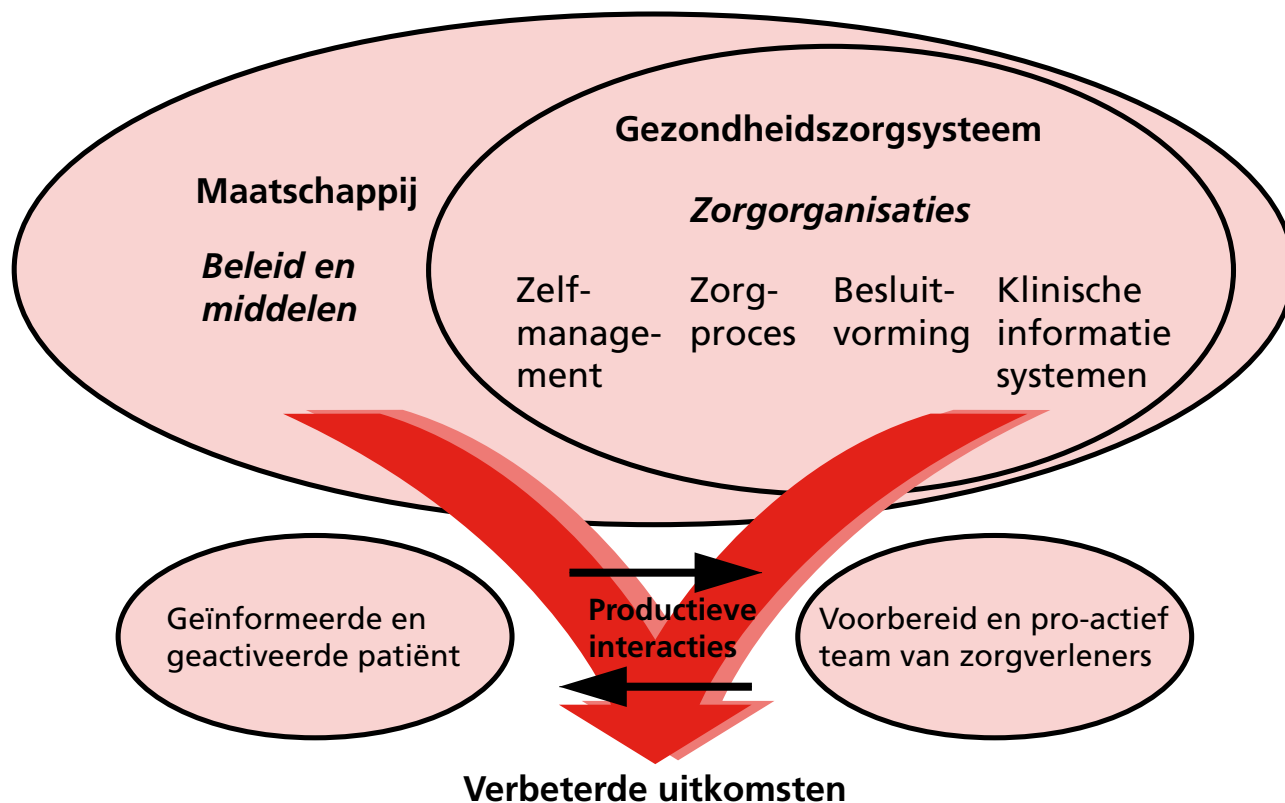 Gezondheidszorgsysteem
Maatschappij
Zorgorganisaties
Beleid en
middelen
Zelf-
manage-
ment
Zorg-
proces
Besluit-
vorming
Klinische
informatie
systemen
Geïnformeerde en
geactiveerde patiënt
Productieve
interacties
Voorbereid en pro-actief
team van zorgverleners
Verbeterde uitkomsten